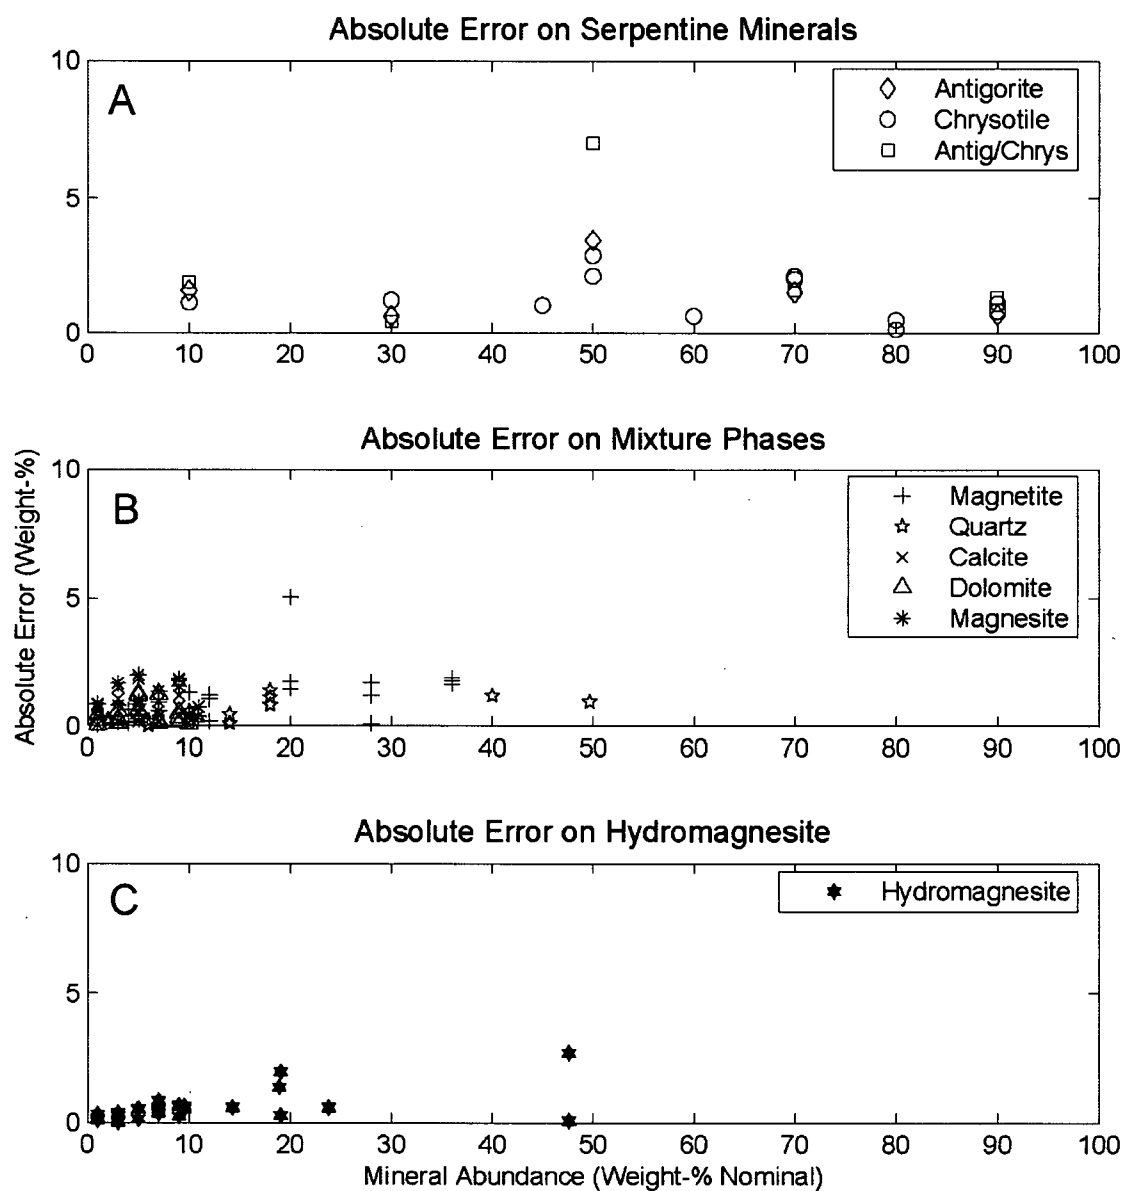 Absolute Error on Serpentine Minerals
10
A
Antigorite
Chrysotile
Antig/Chrys
5
0
0 10 20 30 40 50 60 70 80 90 100
Absolute Error on Mixture Phases
10
B
Magnetite
Quartz
Calcite
Dolomite
Magnesite
Absolute Error (Weight-%)
5
0
0 10 20 30 40 50 60 70 80 90 100
Absolute Error on Hydromagnesite
10
C
Hydromagnesite
5
0
0 10 20 30 40 50 60 70 80 90 100
Mineral Abundance (Weight-% Nominal)